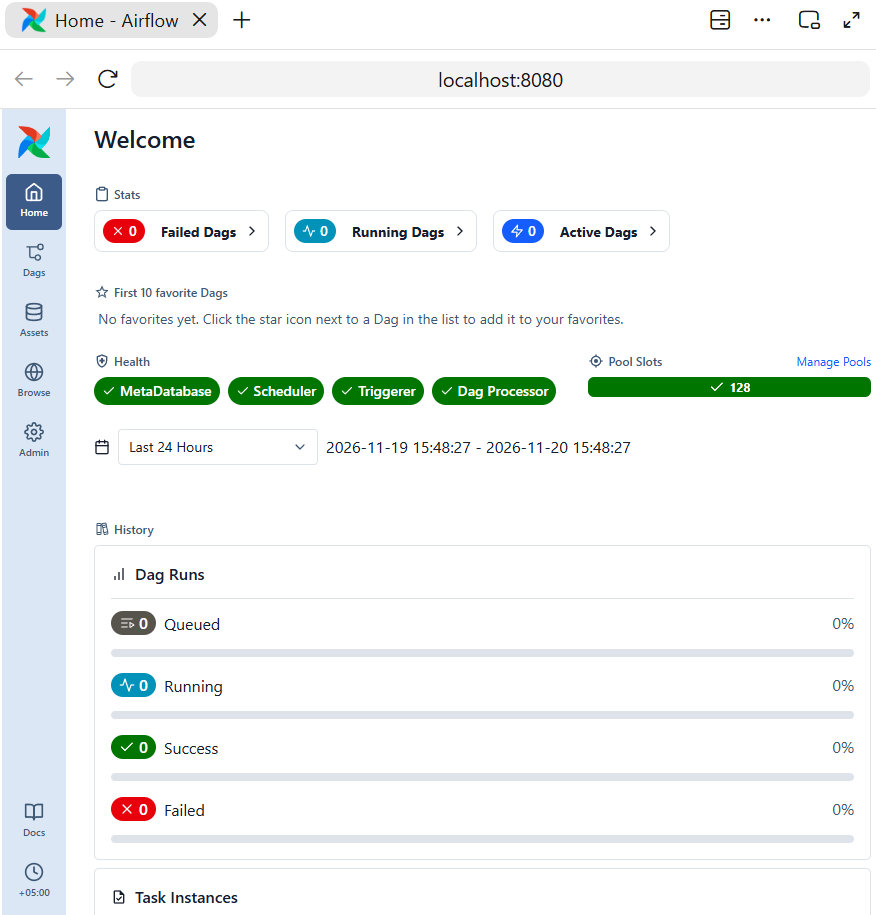 Home - Airflow
localhost:8080
Welcome
Home
Dags
Assets
Browse
Admin
Docs
+05:00
Stats
0 Failed Dags
0 Running Dags
0 Active Dags
First 10 favorite Dags
No favorites yet. Click the star icon next to a Dag in the list to add it to your favorites.
Health
MetaDatabase Scheduler Triggerer Dag Processor
Pool Slots Manage Pools
128
Last 24 Hours 2026-11-19 15:48:27 - 2026-11-20 15:48:27
History
Dag Runs
0 Queued 0%
0 Running 0%
0 Success 0%
0 Failed 0%
Task Instances